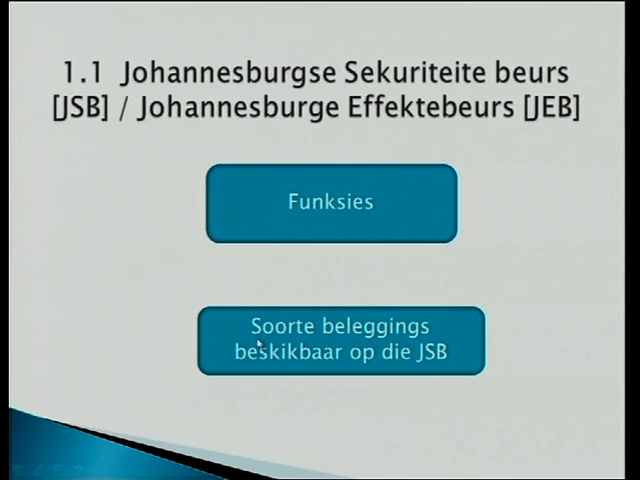 1.1 Johannesburgse Sekuriteite beurs
[JSB] / Johannesburge Effektebeurs [JEB]
Funksies
Soorte beleggings
beskikbaar op die JSB